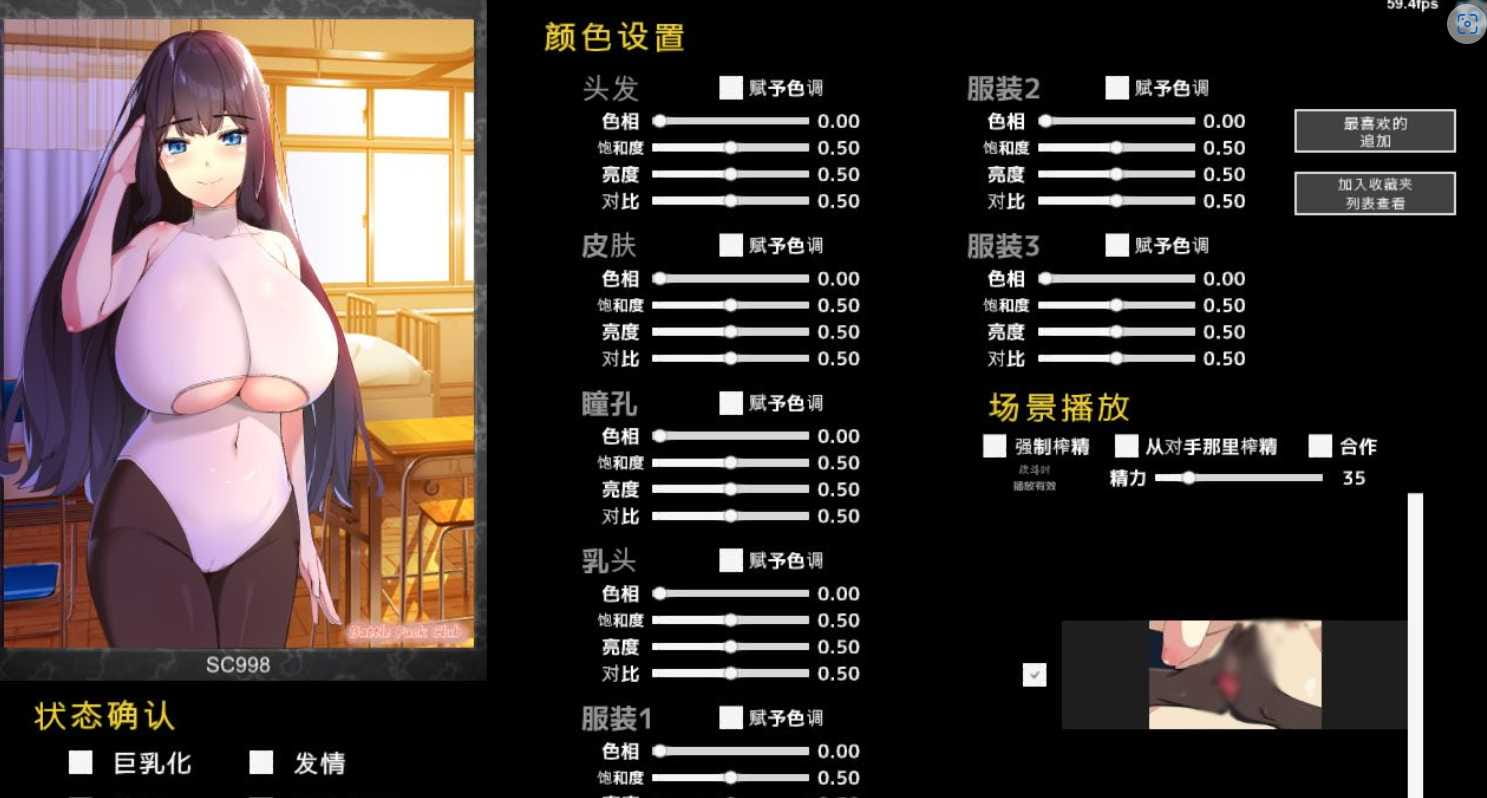 59.4fps
颜色设置
头发
赋予色调
色相 0.00
饱和度 0.50
亮度 0.50
对比 0.50
皮肤
赋予色调
色相 0.00
饱和度 0.50
亮度 0.50
对比 0.50
瞳孔
赋予色调
色相 0.00
饱和度 0.50
亮度 0.50
对比 0.50
乳头
赋予色调
色相 0.00
饱和度 0.50
亮度 0.50
对比 0.50
服装1
赋予色调
色相 0.00
饱和度 0.50
服装2
赋予色调
色相 0.00
饱和度 0.50
亮度 0.50
对比 0.50
服装3
赋予色调
色相 0.00
饱和度 0.50
亮度 0.50
对比 0.50
最喜欢的
追加
加入收藏夹
列表查看
场景播放
强制榨精
从对手那里榨精
合作
战斗时
播放有效
精力 35
Battle Fuck Club
SC998
状态确认
巨乳化
发情